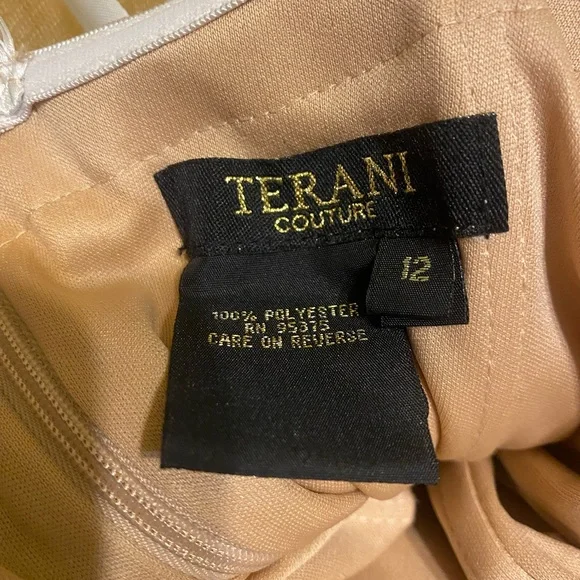 TERANI
COUTURE
12
100% POLYESTER
RN 95375
CARE ON REVERSE